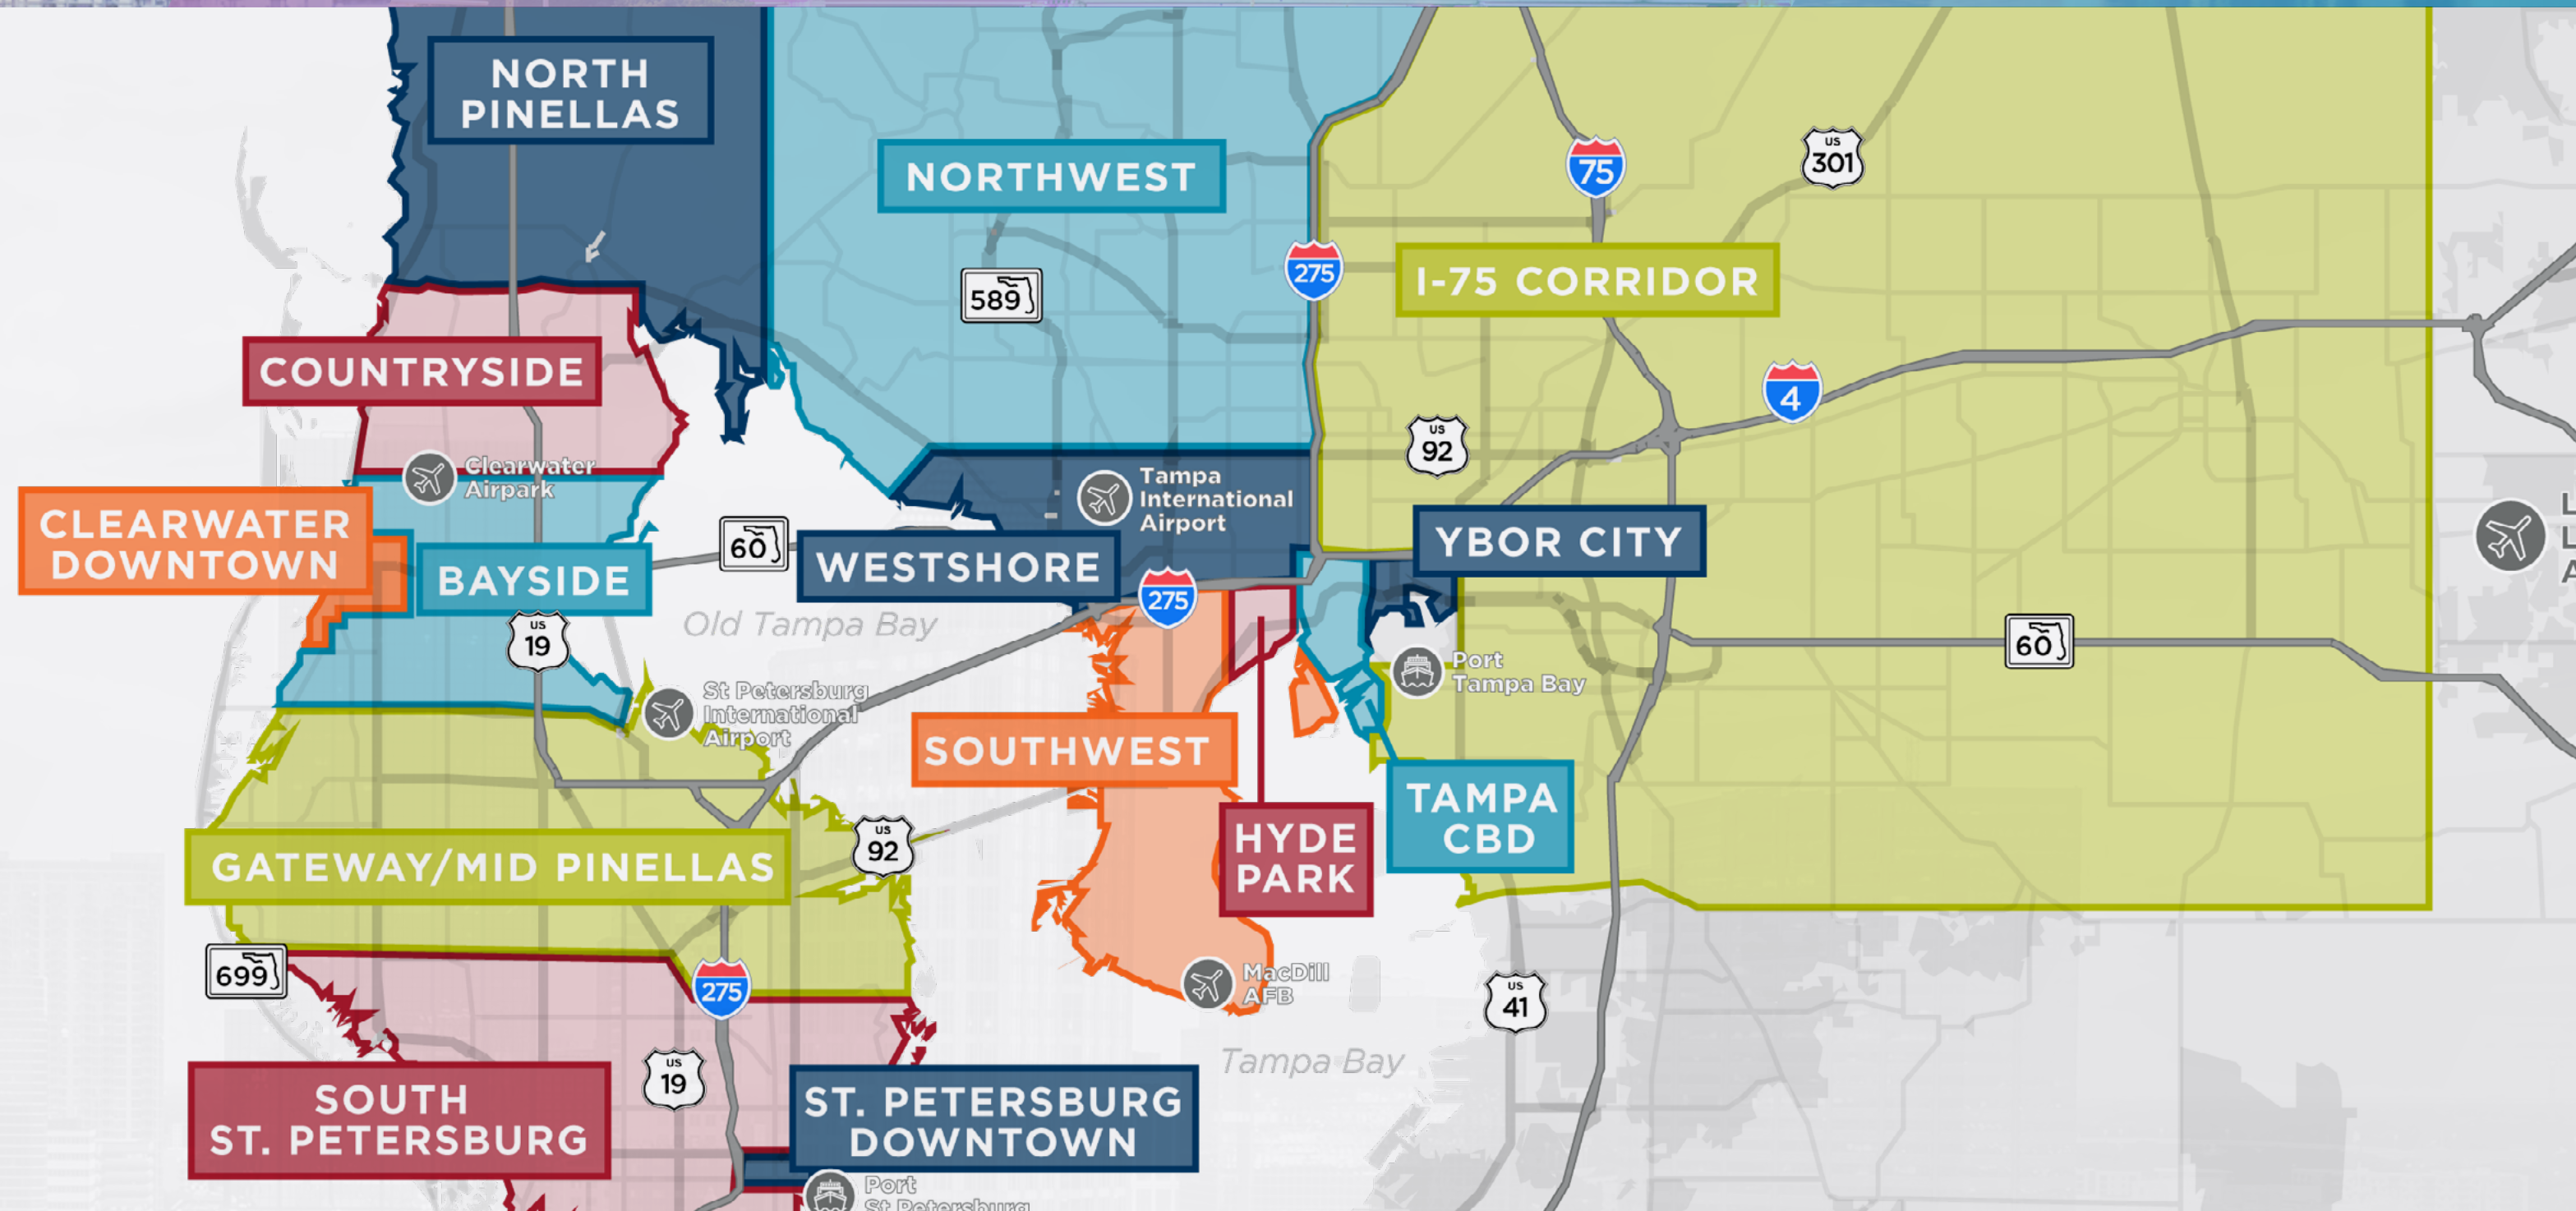 NORTH
PINELLAS
NORTHWEST
US
301
75
275
I-75 CORRIDOR
589
COUNTRYSIDE
4
US
92
Clearwater
Airpark
Tampa
International
Airport
CLEARWATER
DOWNTOWN
YBOR CITY
60
WESTSHORE
BAYSIDE
275
Old Tampa Bay
US
19
60
Port
Tampa Bay
St Petersburg
International
Airport
SOUTHWEST
TAMPA
CBD
HYDE
PARK
US
92
GATEWAY/MID PINELLAS
699
275
MacDill
AFB
US
41
Tampa Bay
US
19
SOUTH
ST. PETERSBURG
ST. PETERSBURG
DOWNTOWN
Port
St Petersburg
L
L
A